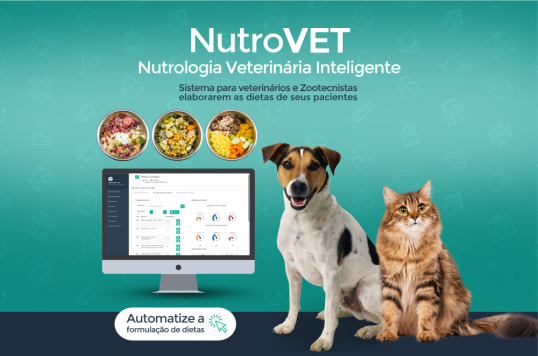 NutroVET
Nutrologia Veterinária Inteligente
Sistema para veterinários e Zootecnistas
elaborarem as dietas de seus pacientes
Automatize a
formulação de dietas